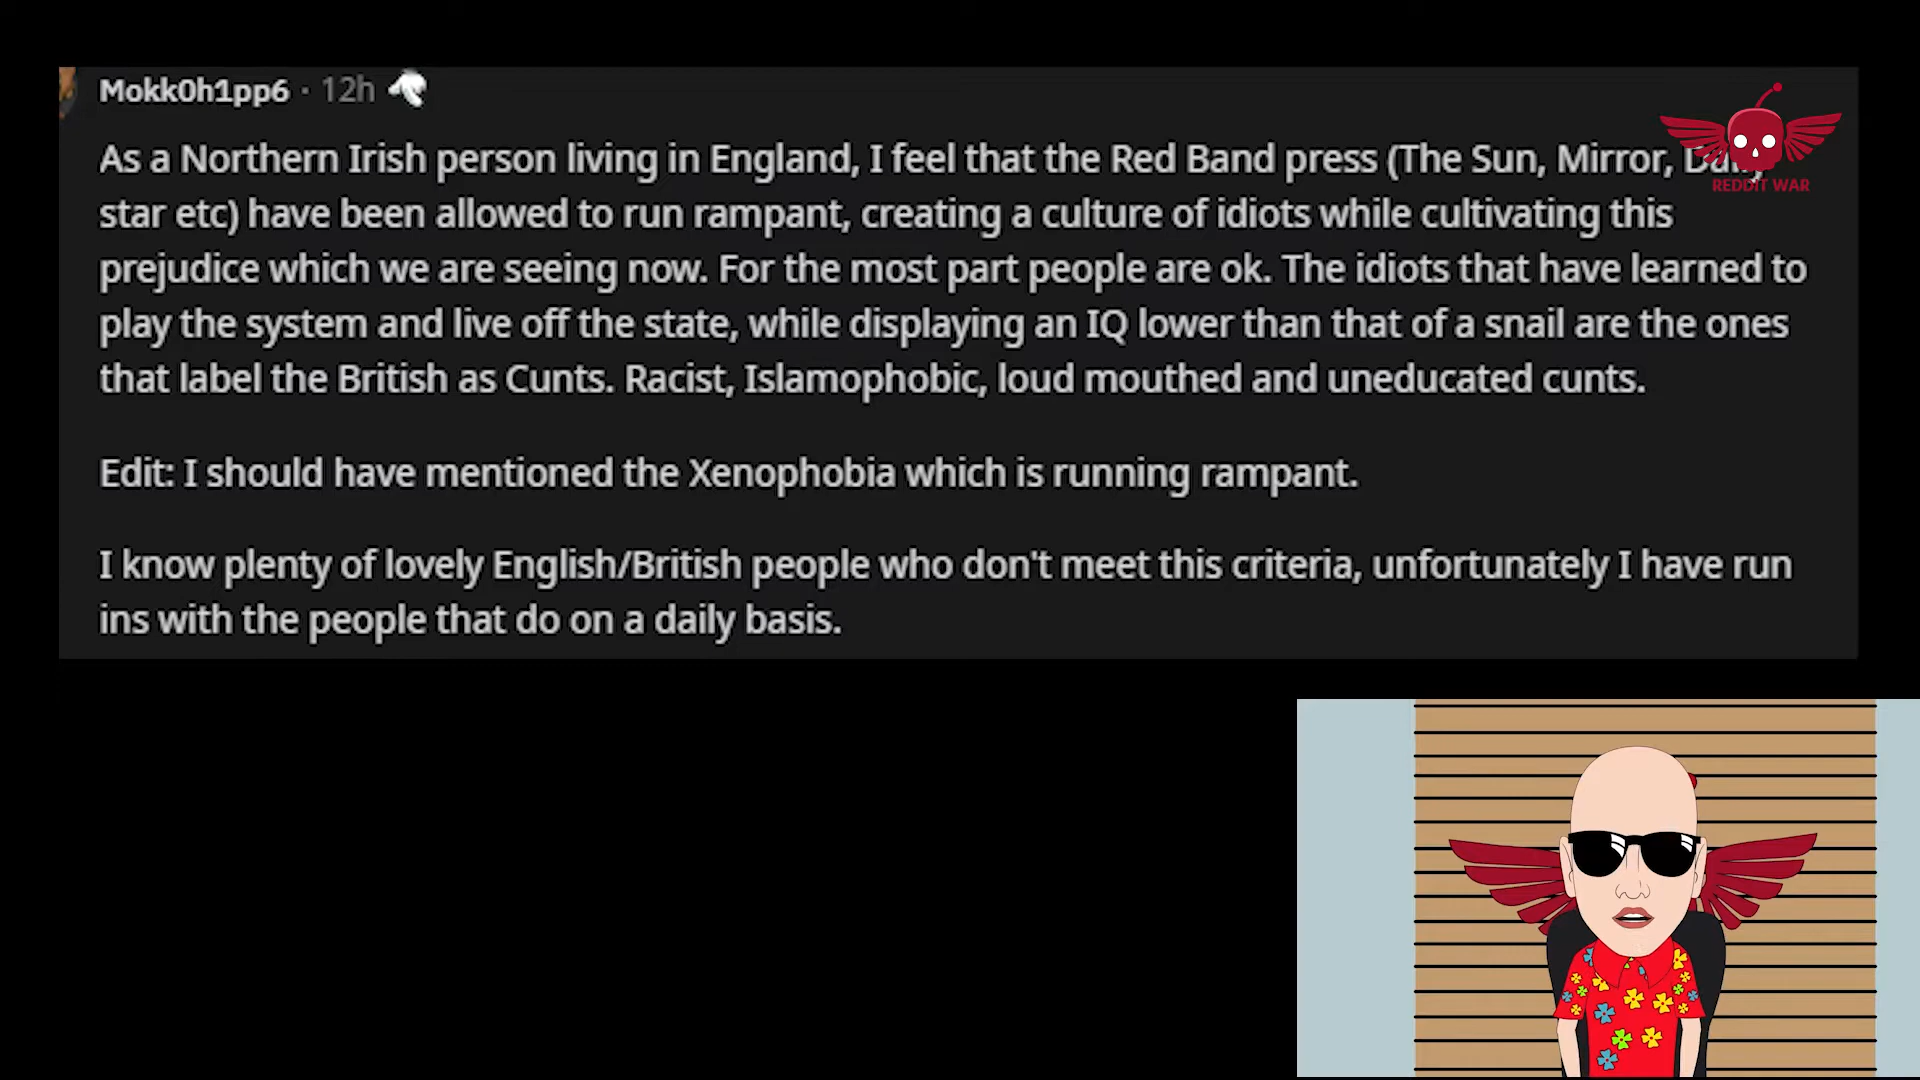 Mokk0h1pp6 · 12h
As a Northern Irish person living in England, I feel that the Red Band press (The Sun, Mirror, Daily
star etc) have been allowed to run rampant, creating a culture of idiots while cultivating this
prejudice which we are seeing now. For the most part people are ok. The idiots that have learned to
play the system and live off the state, while displaying an IQ lower than that of a snail are the ones
that label the British as Cunts. Racist, Islamophobic, loud mouthed and uneducated cunts.
Edit: I should have mentioned the Xenophobia which is running rampant.
I know plenty of lovely English/British people who don't meet this criteria, unfortunately I have run
ins with the people that do on a daily basis.
REDDIT WAR